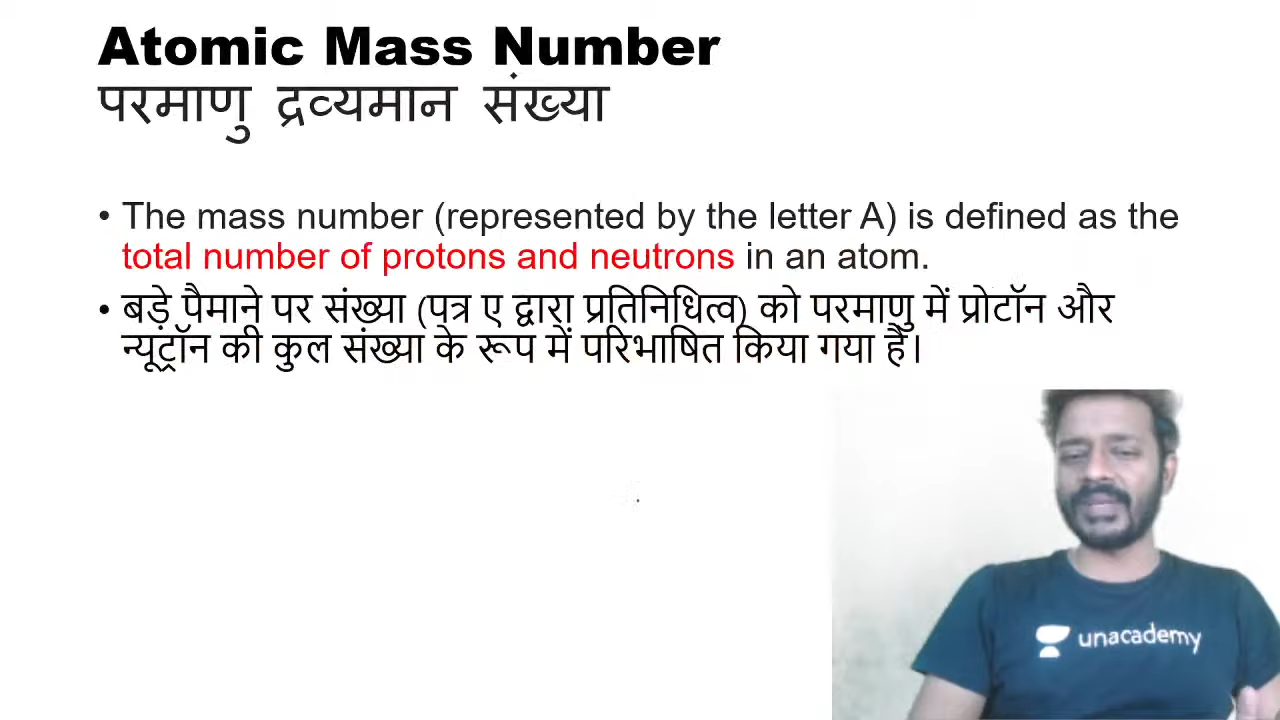 Atomic Mass Number
परमाणु द्रव्यमान संख्या
• The mass number (represented by the letter A) is defined as the
total number of protons and neutrons in an atom.
• बड़े पैमाने पर संख्या (पत्र ए द्वारा प्रतिनिधित्व) को परमाणु में प्रोटॉन और
न्यूट्रॉन की कुल संख्या के रूप में परिभाषित किया गया है।
unacademy